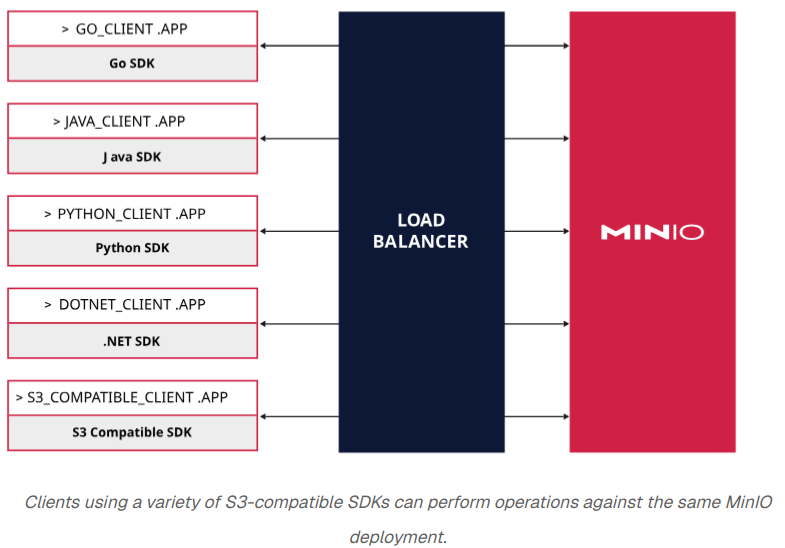 > GO_CLIENT .APP
Go SDK
> JAVA_CLIENT .APP
J ava SDK
> PYTHON_CLIENT .APP
Python SDK
> DOTNET_CLIENT .APP
.NET SDK
> S3_COMPATIBLE_CLIENT .APP
S3 Compatible SDK
LOAD
BALANCER
MINIO
Clients using a variety of S3-compatible SDKs can perform operations against the same MinIO
deployment.